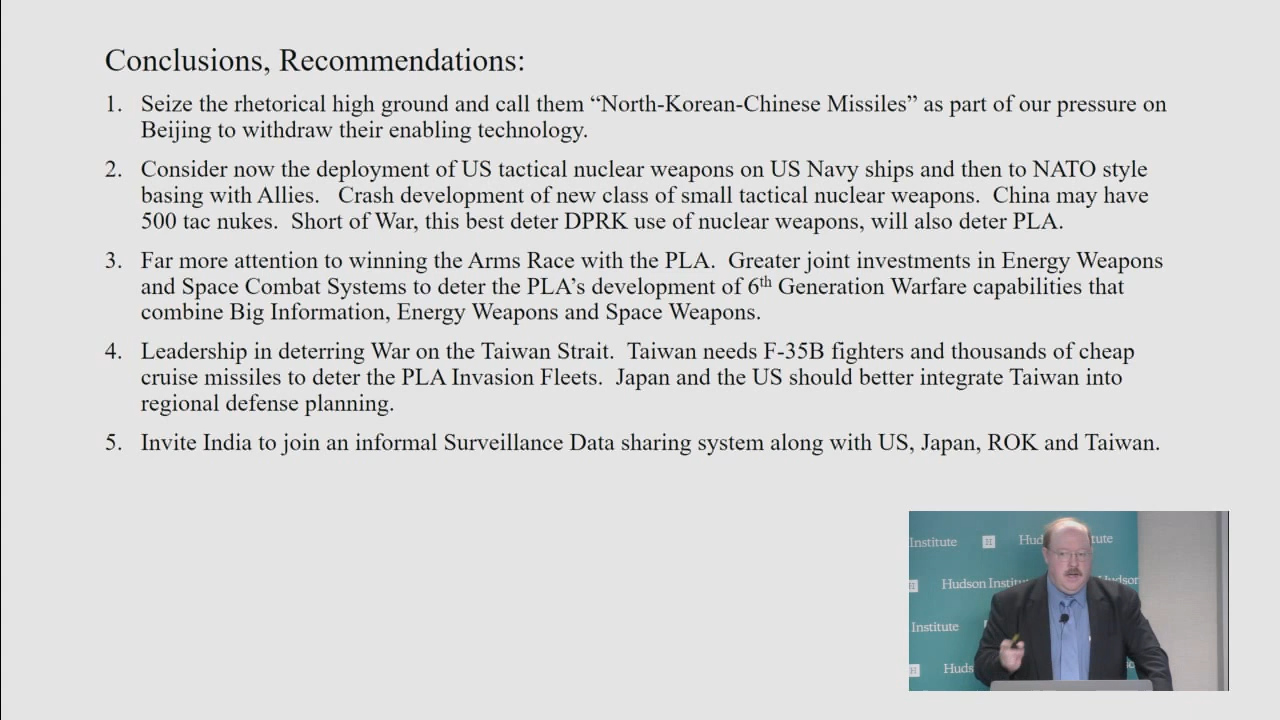 Conclusions, Recommendations:
1. Seize the rhetorical high ground and call them “North-Korean-Chinese Missiles” as part of our pressure on
Beijing to withdraw their enabling technology.
2. Consider now the deployment of US tactical nuclear weapons on US Navy ships and then to NATO style
basing with Allies.   Crash development of new class of small tactical nuclear weapons.  China may have
500 tac nukes.  Short of War, this best deter DPRK use of nuclear weapons, will also deter PLA.
3. Far more attention to winning the Arms Race with the PLA.  Greater joint investments in Energy Weapons
and Space Combat Systems to deter the PLA’s development of 6th Generation Warfare capabilities that
combine Big Information, Energy Weapons and Space Weapons.
4. Leadership in deterring War on the Taiwan Strait.  Taiwan needs F-35B fighters and thousands of cheap
cruise missiles to deter the PLA Invasion Fleets.  Japan and the US should better integrate Taiwan into
regional defense planning.
5. Invite India to join an informal Surveillance Data sharing system along with US, Japan, ROK and Taiwan.
Institute H Hud tute
H Hudson Institu Hudson
Institute
H Huds